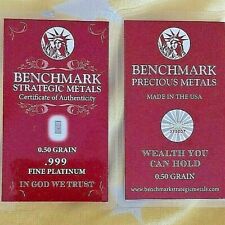 BENCHMARK
STRATEGIC METALS
Certificate of Authenticity
0.50 GRAIN
.999
FINE PLATINUM
IN GOD WE TRUST
BENCHMARK
PRECIOUS METALS
MADE IN THE USA
WEALTH YOU
CAN HOLD
0.50 GRAIN
www.benchmarkstrategicmetals.com